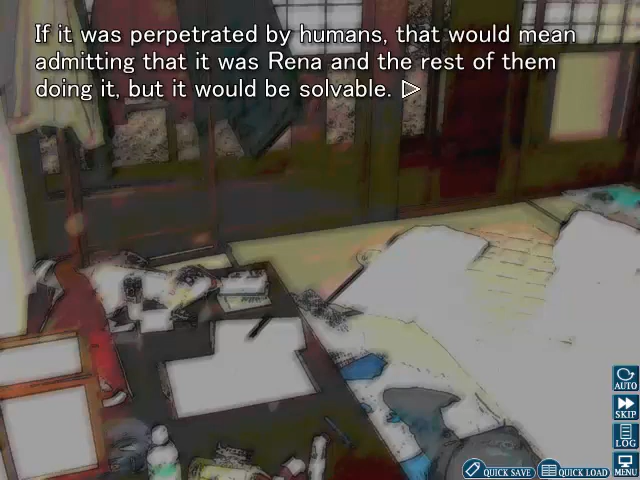 If it was perpetrated by humans, that would mean
admitting that it was Rena and the rest of them
doing it, but it would be solvable.
AUTO
SKIP
LOG
MENU
QUICK SAVE
QUICK LOAD